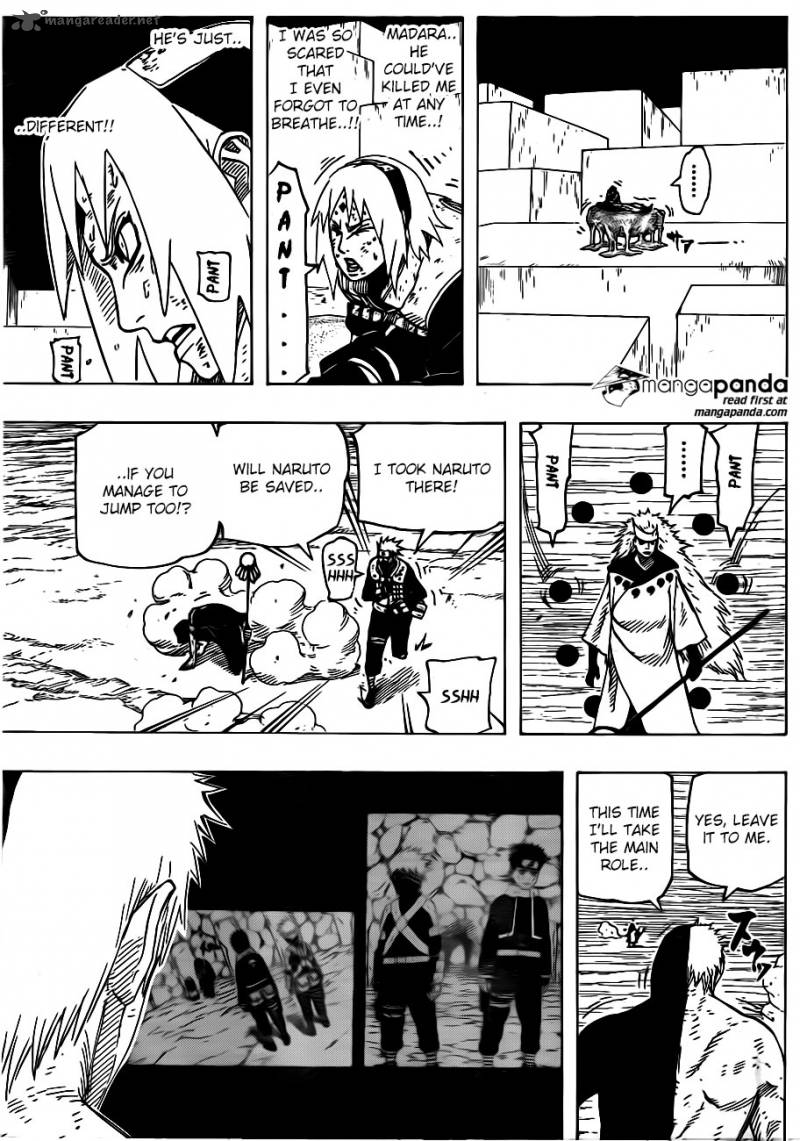 mangareader.net
.......
MADARA..
HE
COULD'VE
KILLED ME
AT ANY
TIME..!
I WAS SO
SCARED
THAT
I EVEN
FORGOT TO
BREATHE..!!
PANT....
HE'S JUST..
..DIFFERENT!!
PANT
PANT
mangapanda
read first at
mangapanda.com
PANT
.......
PANT
I TOOK NARUTO
THERE!
WILL NARUTO
BE SAVED..
..IF YOU
MANAGE TO
JUMP TOO!?
SSS
HHH
SSHH
YES, LEAVE
IT TO ME.
THIS TIME
I'LL TAKE
THE MAIN
ROLE..
ズウッ